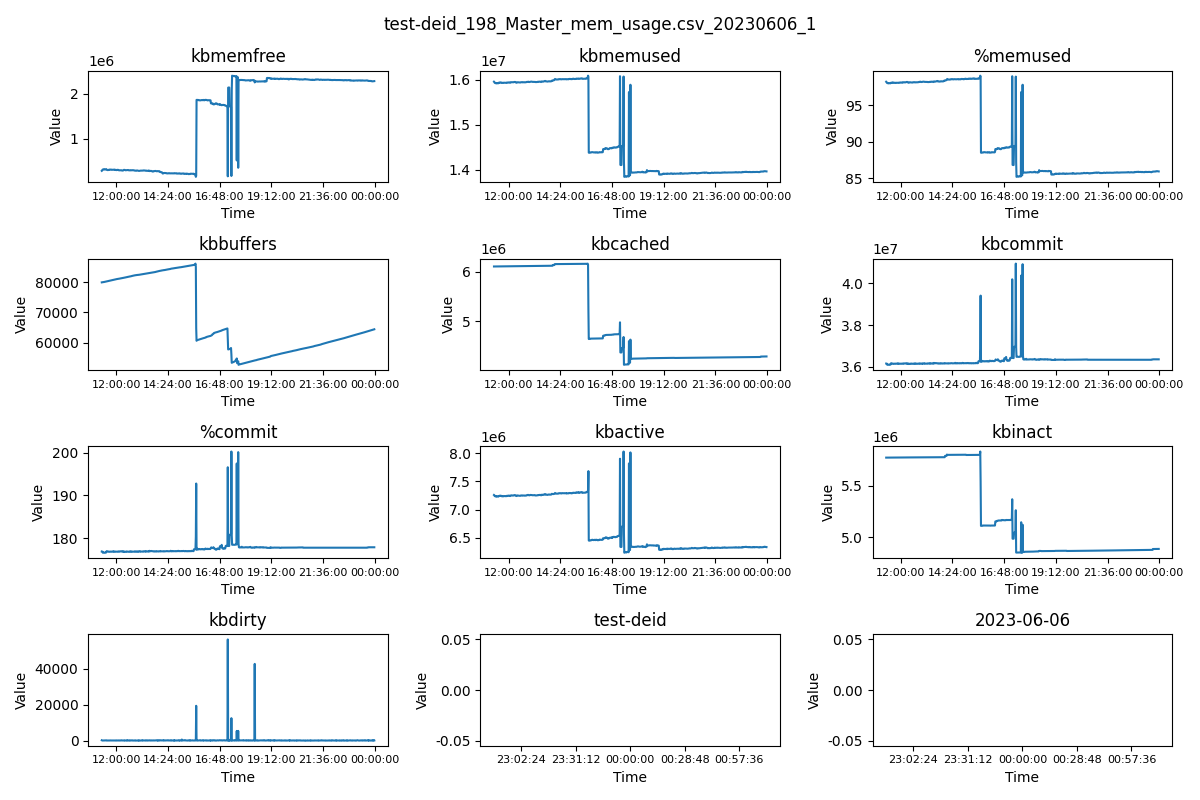 test-deid_198_Master_mem_usage.csv_20230606_1
kbmemfree kbmemused %memused
1e6 1e7
2
1
Value
12:00:00 14:24:00 16:48:00 19:12:00 21:36:00 00:00:00
Time
1.6
1.5
1.4
Value
12:00:00 14:24:00 16:48:00 19:12:00 21:36:00 00:00:00
Time
95
90
85
Value
12:00:00 14:24:00 16:48:00 19:12:00 21:36:00 00:00:00
Time
kbbuffers kbcached kbcommit
1e6 1e7
80000
70000
60000
Value
12:00:00 14:24:00 16:48:00 19:12:00 21:36:00 00:00:00
Time
6
5
Value
12:00:00 14:24:00 16:48:00 19:12:00 21:36:00 00:00:00
Time
4.0
3.8
3.6
Value
12:00:00 14:24:00 16:48:00 19:12:00 21:36:00 00:00:00
Time
%commit kbactive kbinact
1e6 1e6
200
190
180
Value
12:00:00 14:24:00 16:48:00 19:12:00 21:36:00 00:00:00
Time
8.0
7.5
7.0
6.5
Value
12:00:00 14:24:00 16:48:00 19:12:00 21:36:00 00:00:00
Time
5.5
5.0
Value
12:00:00 14:24:00 16:48:00 19:12:00 21:36:00 00:00:00
Time
kbdirty test-deid 2023-06-06
40000
20000
0
Value
12:00:00 14:24:00 16:48:00 19:12:00 21:36:00 00:00:00
Time
0.05
0.00
-0.05
Value
23:02:24 23:31:12 00:00:00 00:28:48 00:57:36
Time
0.05
0.00
-0.05
Value
23:02:24 23:31:12 00:00:00 00:28:48 00:57:36
Time